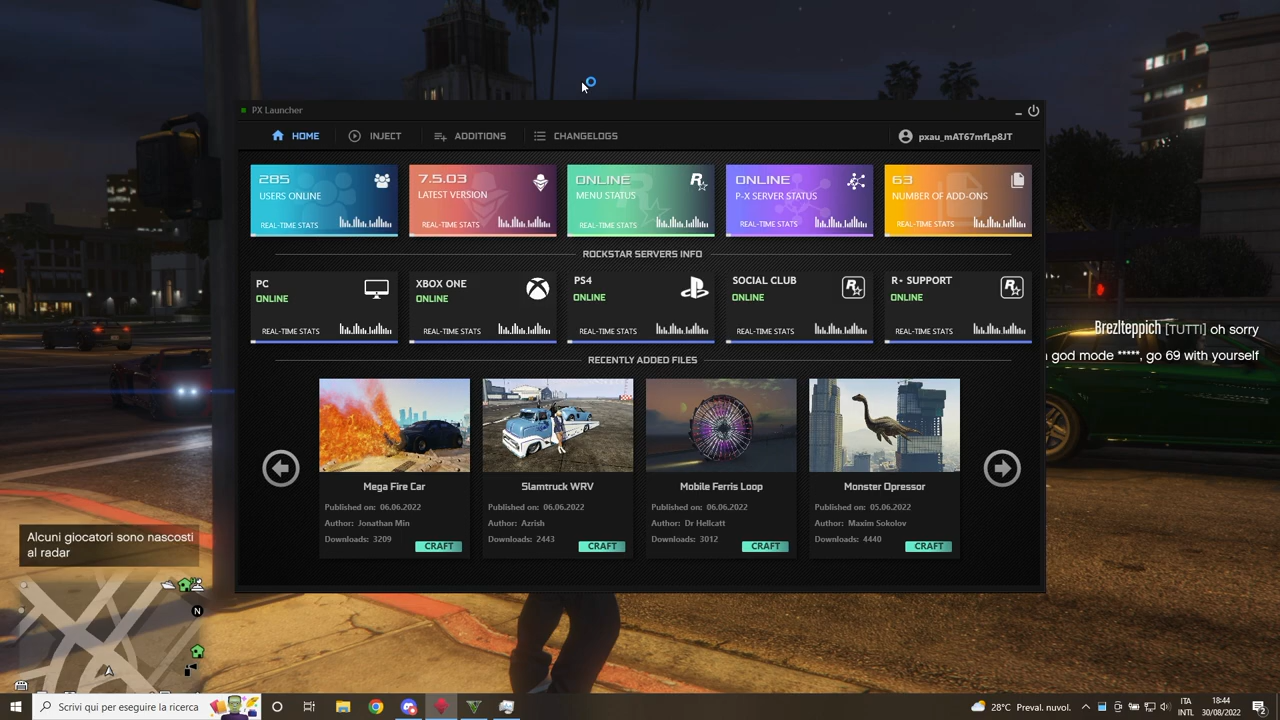 PX Launcher
HOME
INJECT
ADDITIONS
CHANGELOGS
pxau_mAT67mfLp8JT
285
USERS ONLINE
REAL-TIME STATS
7.5.03
LATEST VERSION
REAL-TIME STATS
ONLINE
MENU STATUS
REAL-TIME STATS
ONLINE
P-X SERVER STATUS
REAL-TIME STATS
63
NUMBER OF ADD-ONS
REAL-TIME STATS
ROCKSTAR SERVERS INFO
PC
ONLINE
REAL-TIME STATS
XBOX ONE
ONLINE
REAL-TIME STATS
PS4
ONLINE
REAL-TIME STATS
SOCIAL CLUB
ONLINE
REAL-TIME STATS
R+ SUPPORT
ONLINE
REAL-TIME STATS
Brezlteppich [TUTTI] oh sorry
god mode *****, go 69 with yourself
RECENTLY ADDED FILES
Mega Fire Car
Published on: 06.06.2022
Author: Jonathan Min
Downloads: 3209
CRAFT
Slamtruck WRV
Published on: 06.06.2022
Author: Azrish
Downloads: 2443
CRAFT
Mobile Ferris Loop
Published on: 06.06.2022
Author: Dr Hellcatt
Downloads: 3012
CRAFT
Monster Opressor
Published on: 05.06.2022
Author: Maxim Sokolov
Downloads: 4440
CRAFT
Alcuni giocatori sono nascosti
al radar
N
Scrivi qui per eseguire la ricerca
28°C Preval. nuvol.
ITA
INTL
18:44
30/08/2022
2